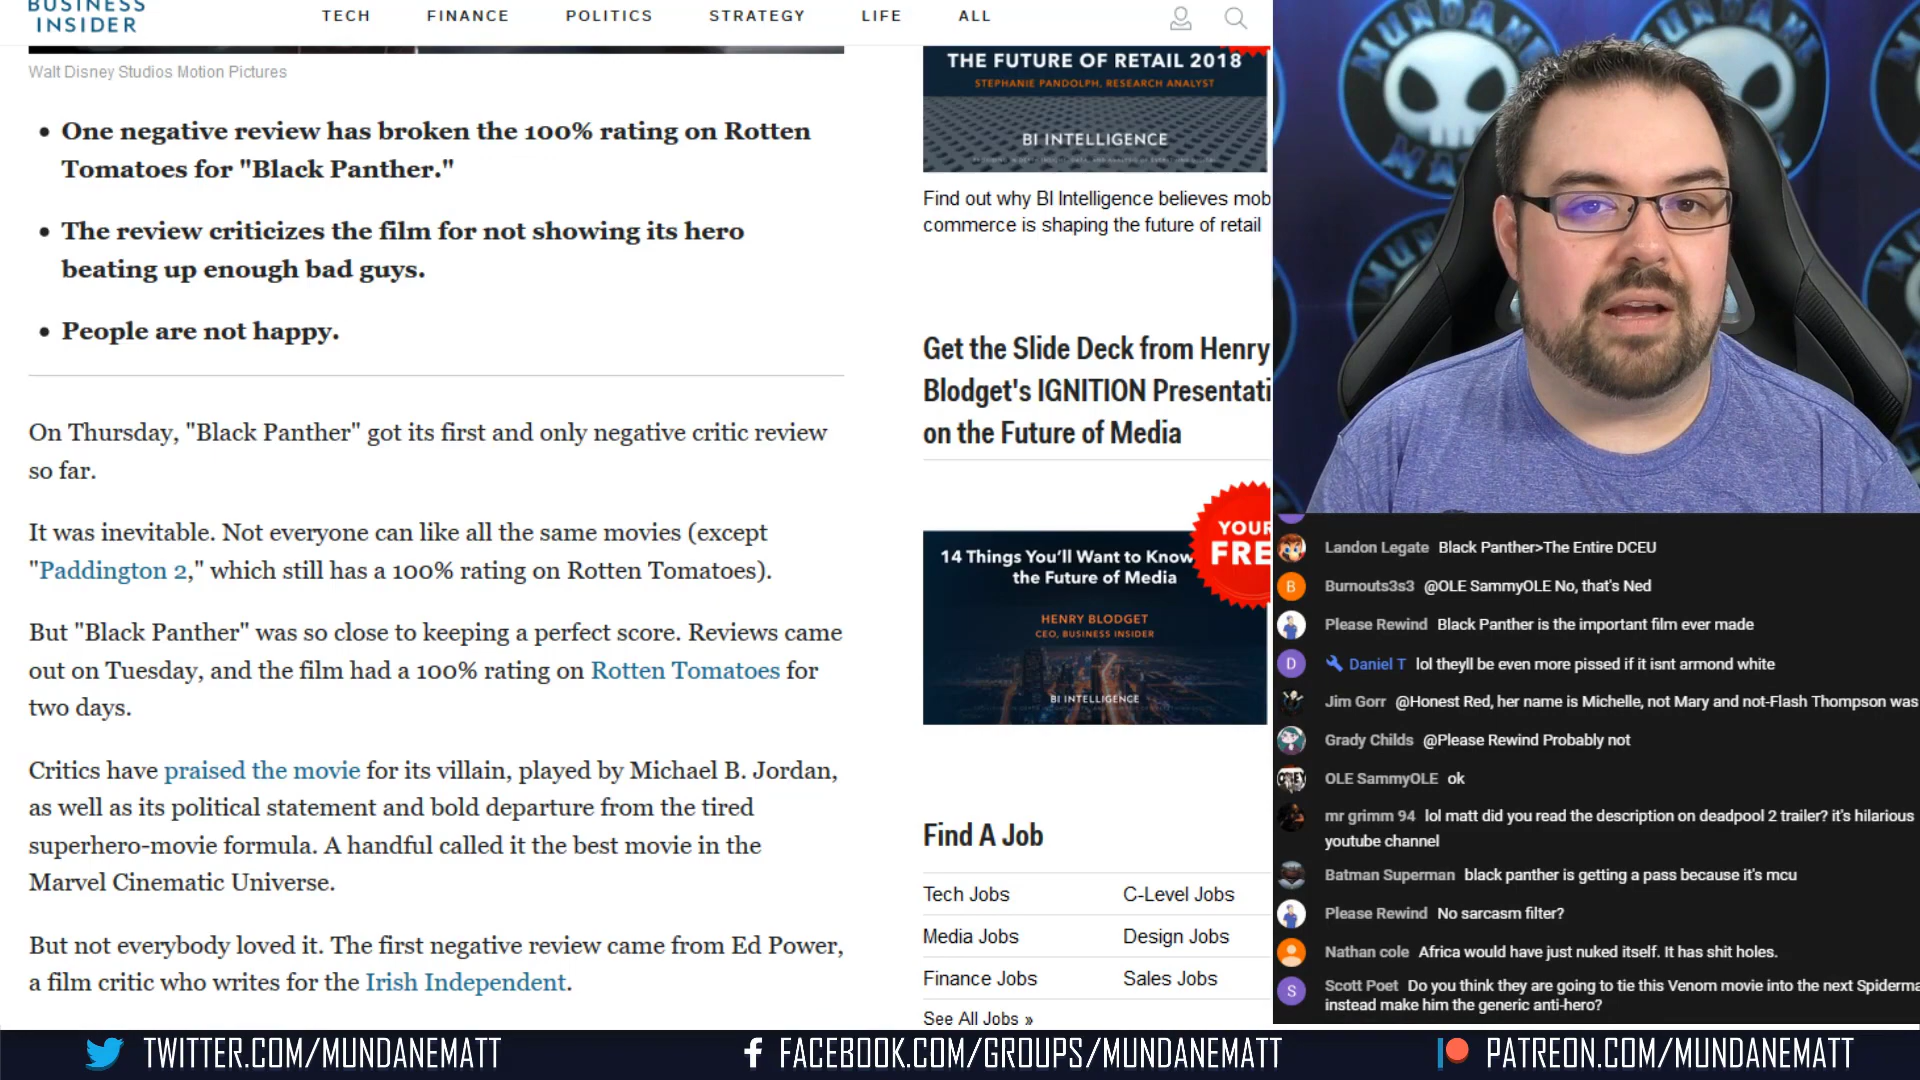 BUSINESS
INSIDER
TECH FINANCE POLITICS STRATEGY LIFE ALL
Walt Disney Studios Motion Pictures
One negative review has broken the 100% rating on Rotten
Tomatoes for "Black Panther."
The review criticizes the film for not showing its hero
beating up enough bad guys.
People are not happy.
On Thursday, "Black Panther" got its first and only negative critic review
so far.
It was inevitable. Not everyone can like all the same movies (except
"Paddington 2," which still has a 100% rating on Rotten Tomatoes).
But "Black Panther" was so close to keeping a perfect score. Reviews came
out on Tuesday, and the film had a 100% rating on Rotten Tomatoes for
two days.
Critics have praised the movie for its villain, played by Michael B. Jordan,
as well as its political statement and bold departure from the tired
superhero-movie formula. A handful called it the best movie in the
Marvel Cinematic Universe.
But not everybody loved it. The first negative review came from Ed Power,
a film critic who writes for the Irish Independent.
THE FUTURE OF RETAIL 2018
STEPHANIE PANDOLPH, RESEARCH ANALYST
BI INTELLIGENCE
Find out why BI Intelligence believes mob
commerce is shaping the future of retail
Get the Slide Deck from Henry
Blodget's IGNITION Presentati
on the Future of Media
YOUR
FRE
14 Things You'll Want to Know
the Future of Media
HENRY BLODGET
CEO, BUSINESS INSIDER
BI INTELLIGENCE
Find A Job
Tech Jobs C-Level Jobs
Media Jobs Design Jobs
Finance Jobs Sales Jobs
See All Jobs »
MUNDANE
MATT
MUNDANE
Landon Legate Black Panther>The Entire DCEU
B Burnouts3s3 @OLE SammyOLE No, that's Ned
Please Rewind Black Panther is the important film ever made
D Daniel T lol theyll be even more pissed if it isnt armond white
Jim Gorr @Honest Red, her name is Michelle, not Mary and not-Flash Thompson was
Grady Childs @Please Rewind Probably not
OLE SammyOLE ok
mr grimm 94 lol matt did you read the description on deadpool 2 trailer? it's hilarious
youtube channel
Batman Superman black panther is getting a pass because it's mcu
Please Rewind No sarcasm filter?
Nathan cole Africa would have just nuked itself. It has shit holes.
S Scott Poet Do you think they are going to tie this Venom movie into the next Spiderma
instead make him the generic anti-hero?
TWITTER.COM/MUNDANEMATT FACEBOOK.COM/GROUPS/MUNDANEMATT PATREON.COM/MUNDANEMATT